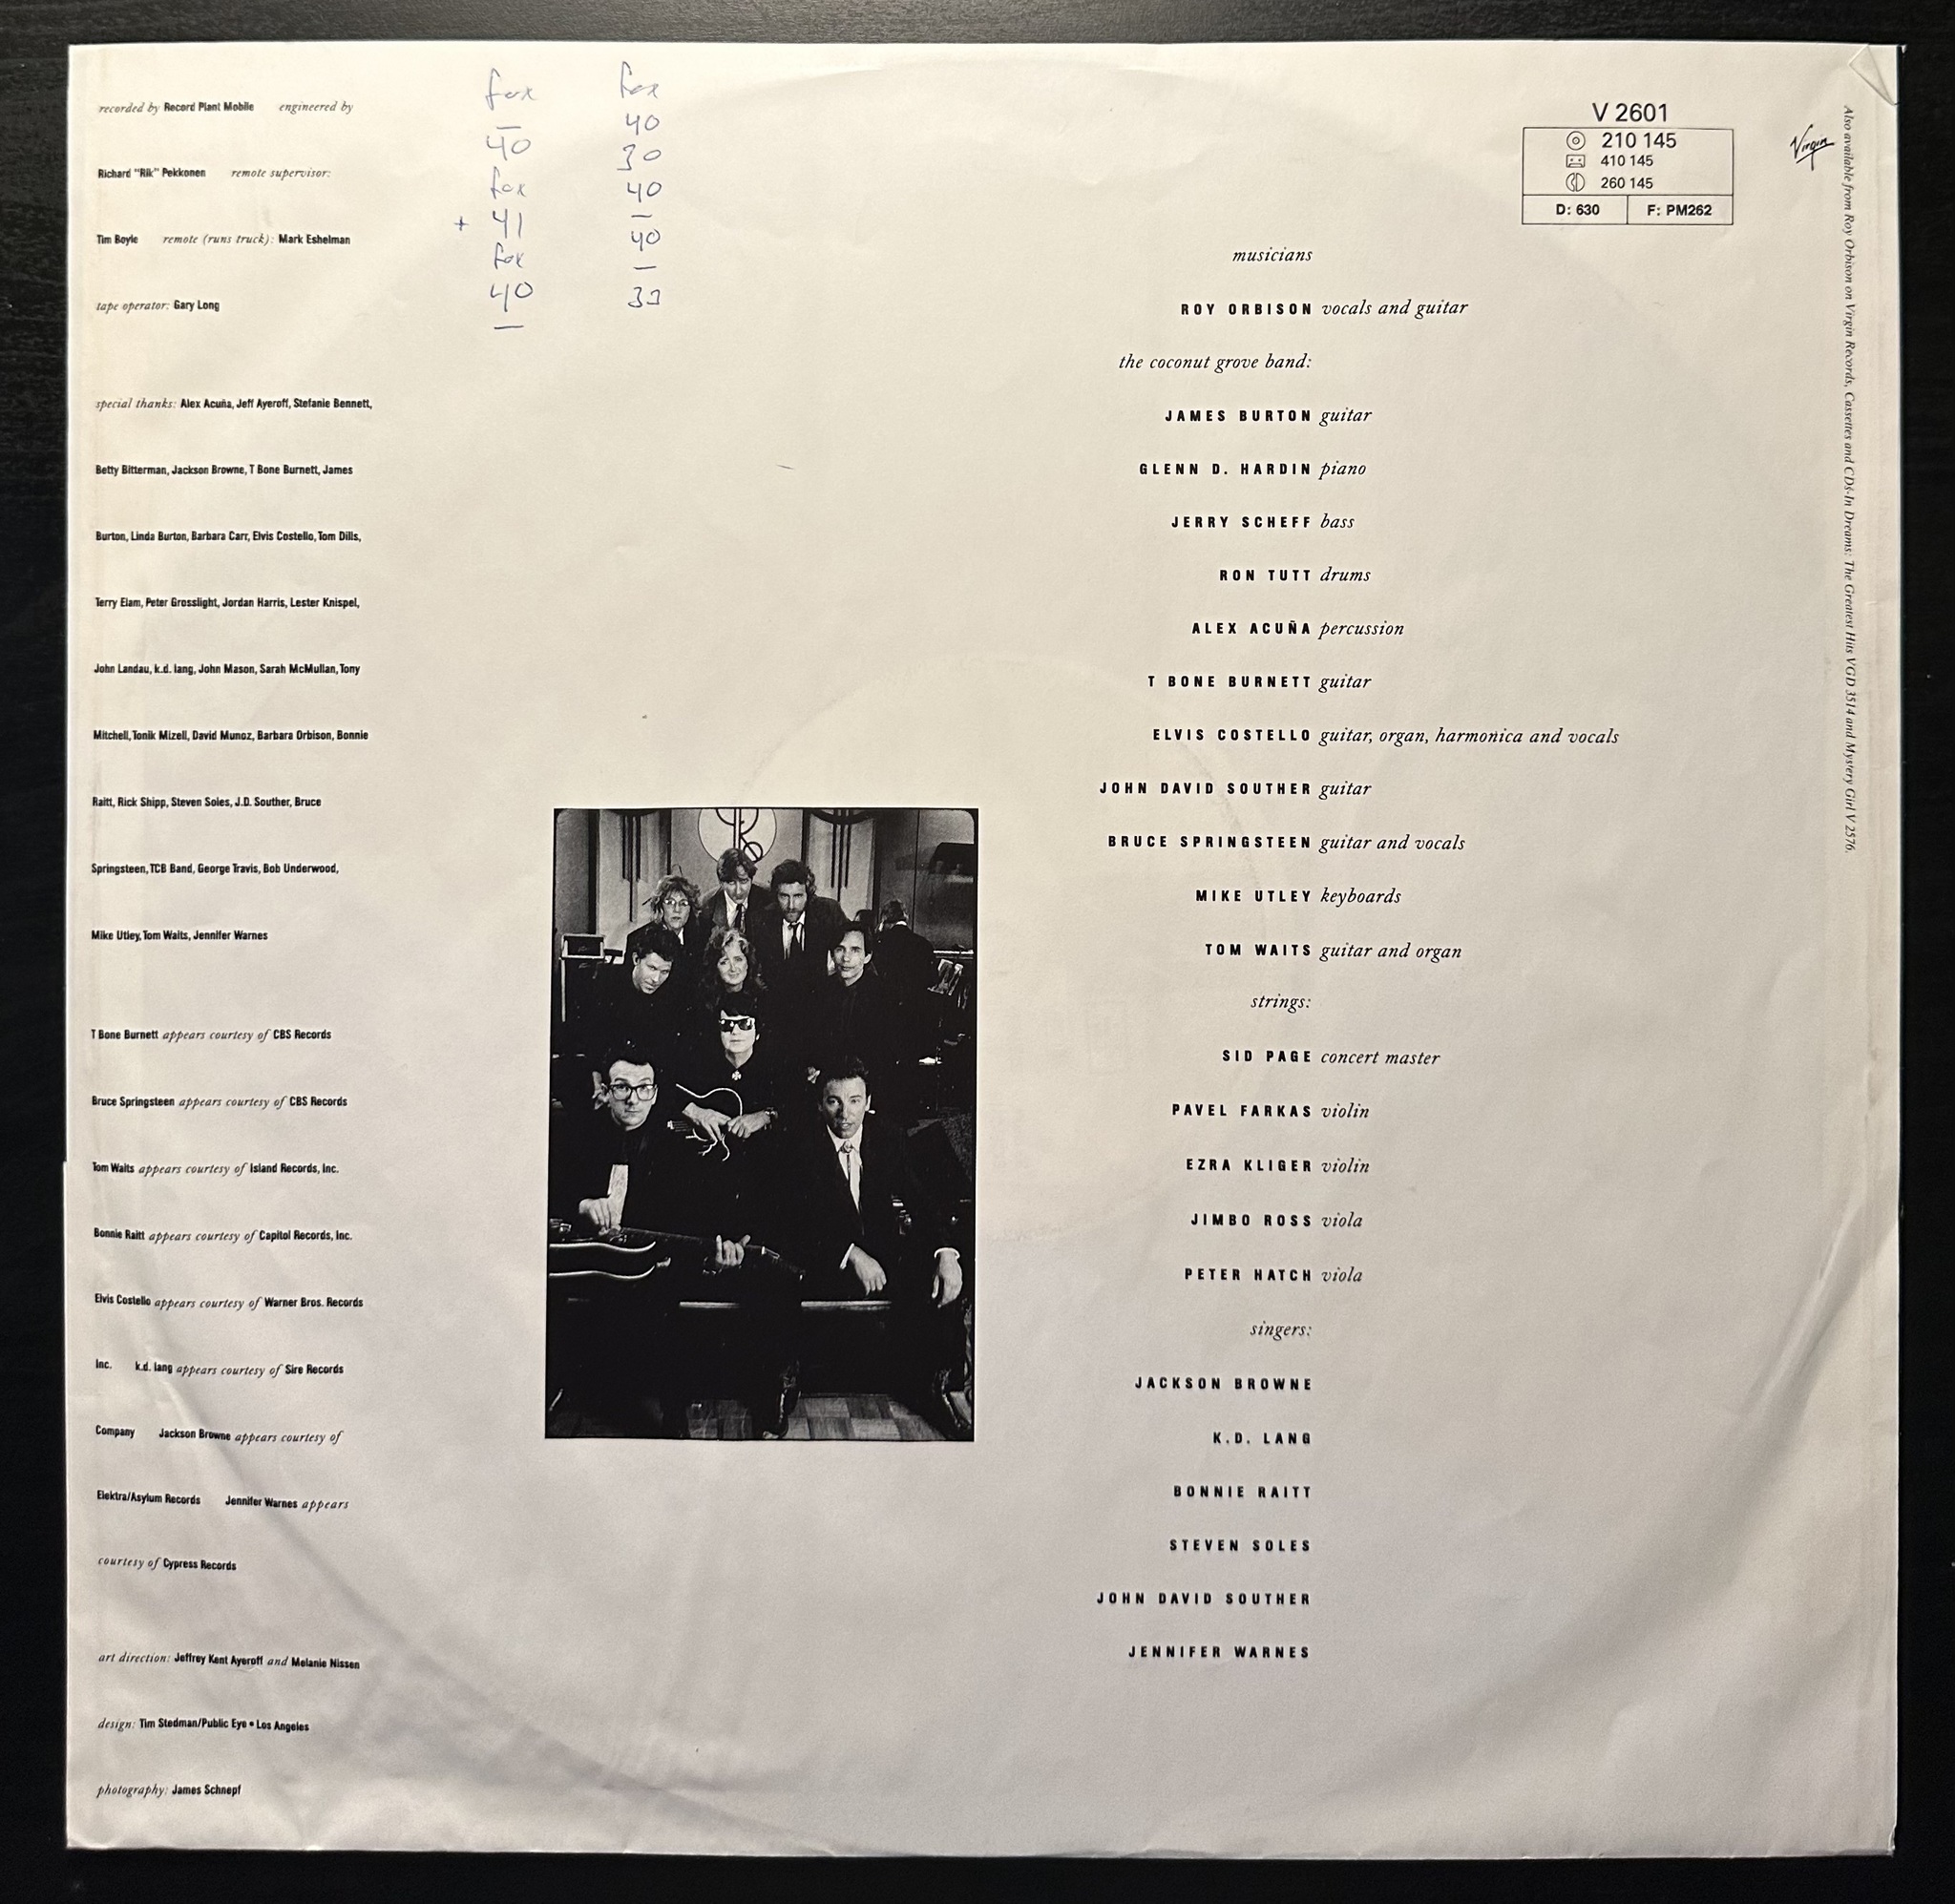 recorded by Record Plant Mobile engineered by
Richard "Rik" Pekkonen remote supervisor:
Tim Boyle remote (runs truck): Mark Eshelman
tape operator: Gary Long
special thanks: Alex Acuña, Jeff Ayeroff, Stefanie Bennett,
Betty Bitterman, Jackson Browne, T Bone Burnett, James
Burton, Linda Burton, Barbara Carr, Elvis Costello, Tom Dills,
Terry Elam, Peter Grosslight, Jordan Harris, Lester Knispel,
John Landau, k.d. lang, John Mason, Sarah McMullan, Tony
Mitchell, Tonik Mizell, David Munoz, Barbara Orbison, Bonnie
Raitt, Rick Shipp, Steven Soles, J.D. Souther, Bruce
Springsteen, TCB Band, George Travis, Bob Underwood,
Mike Utley, Tom Waits, Jennifer Warnes
T Bone Burnett appears courtesy of CBS Records
Bruce Springsteen appears courtesy of CBS Records
Tom Waits appears courtesy of Island Records, Inc.
Bonnie Raitt appears courtesy of Capitol Records, Inc.
Elvis Costello appears courtesy of Warner Bros. Records
Inc. k.d. lang appears courtesy of Sire Records
Company Jackson Browne appears courtesy of
Elektra/Asylum Records Jennifer Warnes appears
courtesy of Cypress Records
art direction: Jeffrey Kent Ayeroff and Melanie Nissen
design: Tim Stedman/Public Eye • Los Angeles
photography: James Schnepf
fox
—
40
fox
+ 41
fox
40
—
fox
40
30
40
—
40
—
V 2601
210 145
410 145
260 145
D: 630 F: PM262
Virgin
musicians
ROY ORBISON vocals and guitar
the coconut grove band:
JAMES BURTON guitar
GLENN D. HARDIN piano
JERRY SCHEFF bass
RON TUTT drums
ALEX ACUÑA percussion
T BONE BURNETT guitar
ELVIS COSTELLO guitar, organ, harmonica and vocals
JOHN DAVID SOUTHER guitar
BRUCE SPRINGSTEEN guitar and vocals
MIKE UTLEY keyboards
TOM WAITS guitar and organ
strings:
SID PAGE concert master
PAVEL FARKAS violin
EZRA KLIGER violin
JIMBO ROSS viola
PETER HATCH viola
singers:
JACKSON BROWNE
K.D. LANG
BONNIE RAITT
STEVEN SOLES
JOHN DAVID SOUTHER
JENNIFER WARNES
Also available from Roy Orbison on Virgin Records, Cassettes and CDs-In Dreams: The Greatest Hits VGD 3514 and Mystery Girl V 2576.